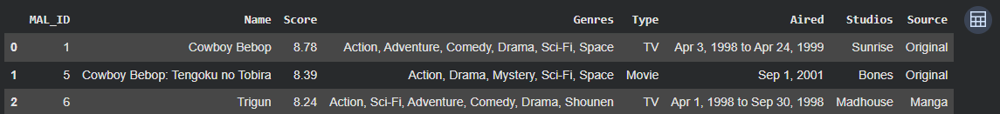 MAL_ID Name Score Genres Type Aired Studios Source
0 1 Cowboy Bebop 8.78 Action, Adventure, Comedy, Drama, Sci-Fi, Space TV Apr 3, 1998 to Apr 24, 1999 Sunrise Original
1 5 Cowboy Bebop: Tengoku no Tobira 8.39 Action, Drama, Mystery, Sci-Fi, Space Movie Sep 1, 2001 Bones Original
2 6 Trigun 8.24 Action, Sci-Fi, Adventure, Comedy, Drama, Shounen TV Apr 1, 1998 to Sep 30, 1998 Madhouse Manga